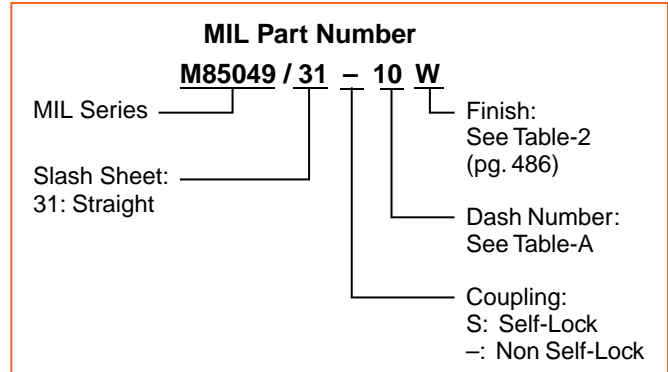 MIL Part Number
M85049 / 31 – 10 W
MIL Series
Slash Sheet:
31: Straight
Finish:
See Table-2
(pg. 486)
Dash Number:
See Table-A
Coupling:
S: Self-Lock
–: Non Self-Lock